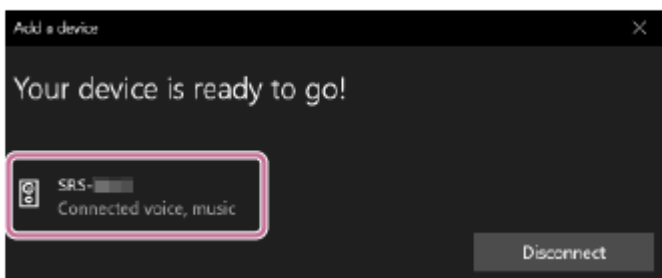 Add a device
Your device is ready to go!
SRS-
Connected voice, music
Disconnect